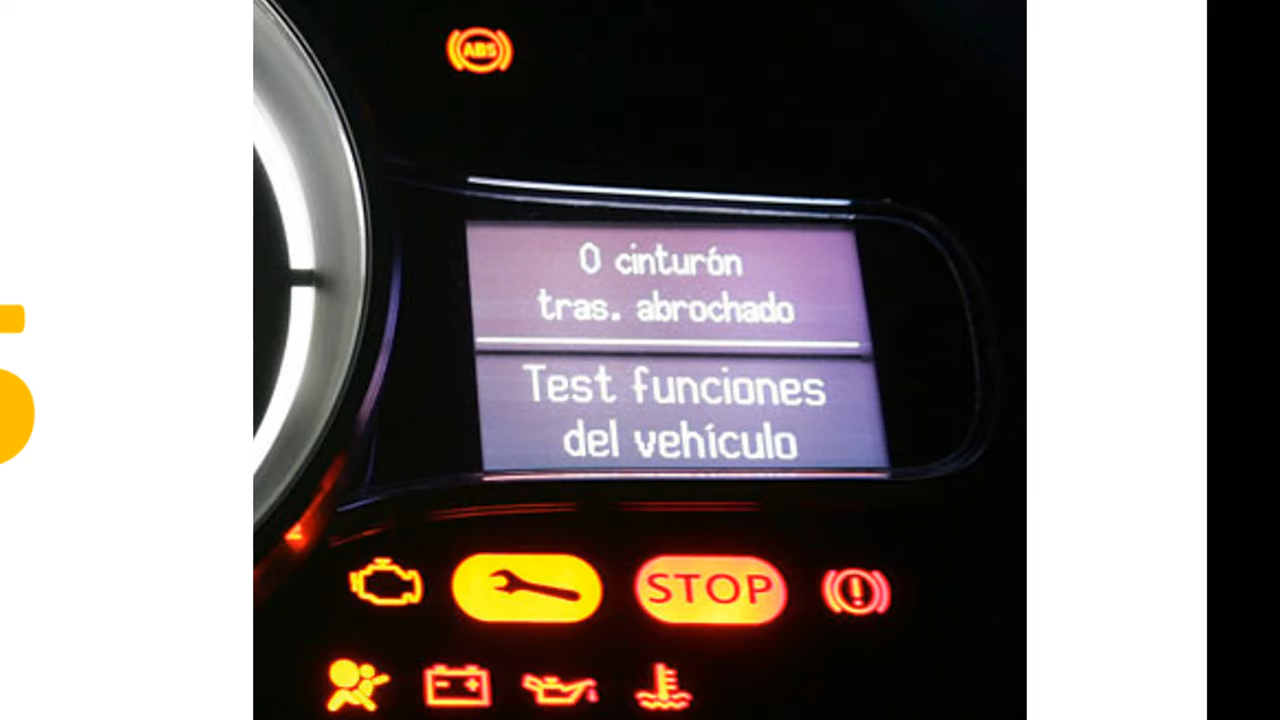 ABS
0 cinturón
tras. abrochado
Test funciones
del vehículo
STOP